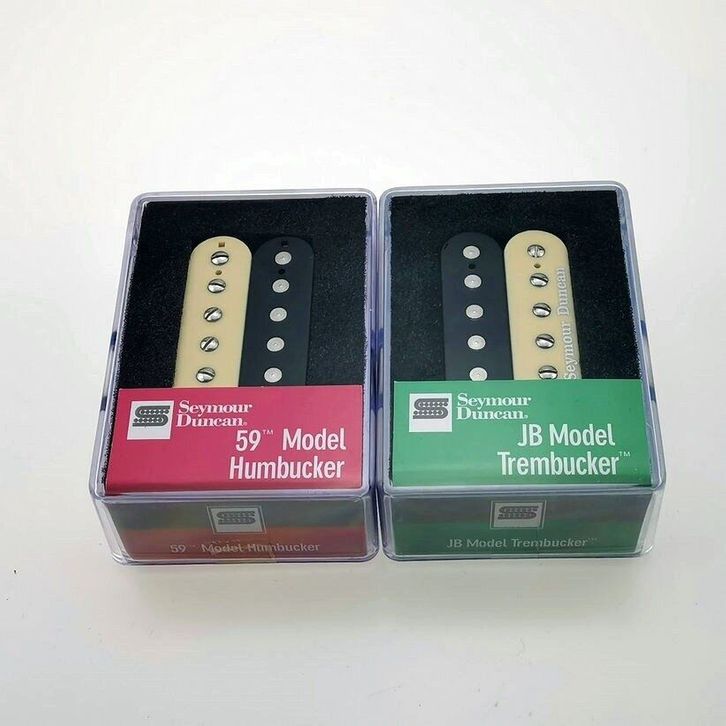 Seymour
Duncan®
59™ Model
Humbucker
59™ Model Humbucker
Seymour Duncan
Seymour
Duncan®
JB Model
Trembucker™
JB Model Trembucker™